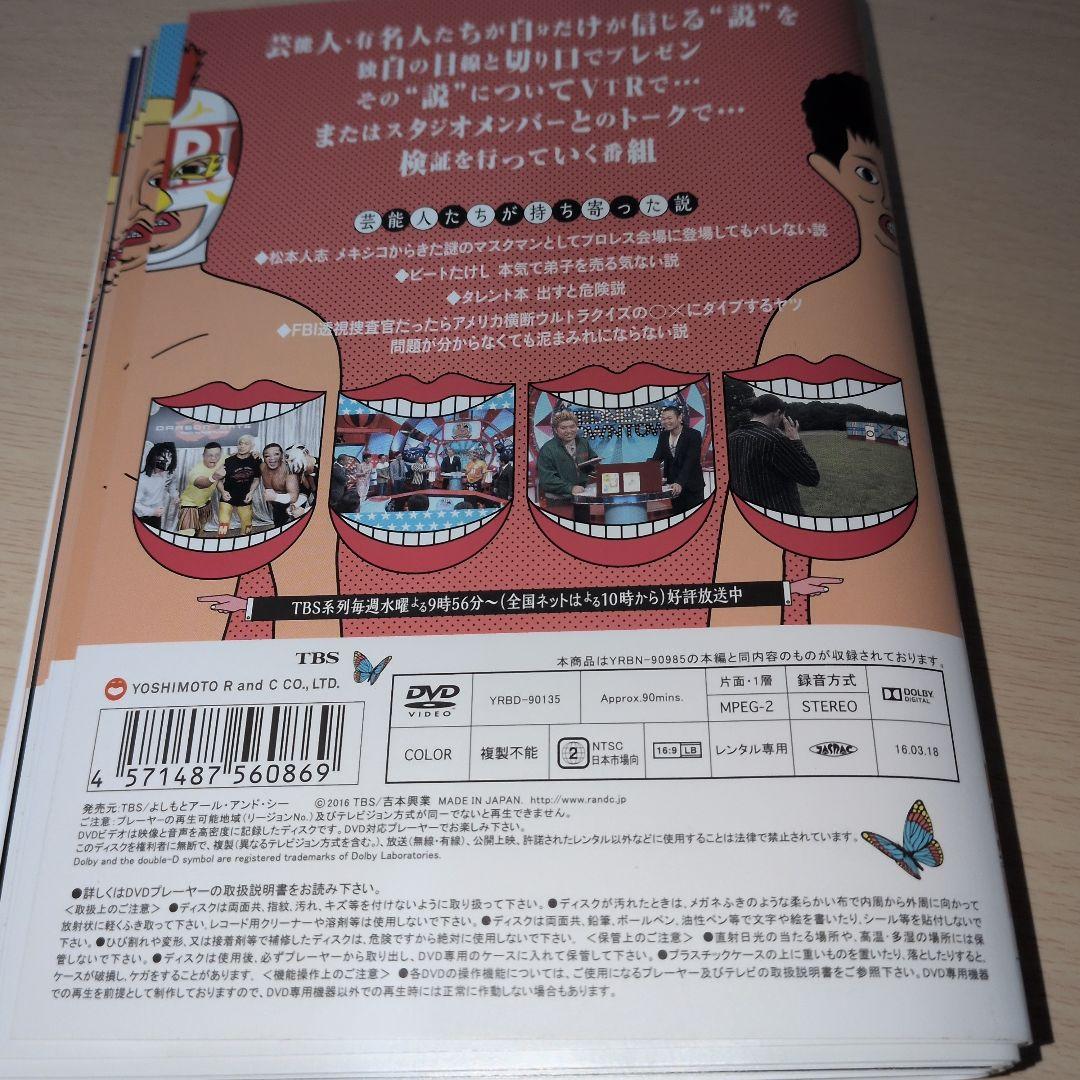 芸能人・有名人たちが自分だけが信じる“説”を
独自の目線と切り口でプレゼン
その“説”についてVTRで…
またはスタジオメンバーとのトークで…
検証を行っていく番組
芸能人たちが持ち寄った説
◆松本人志 メキシコからきた謎のマスクマンとしてプロレス会場に登場してもバレない説
◆ビートたけし 本気で弟子を売る気ない説
◆タレント本 出すと危険説
◆FBI透視捜査官だったらアメリカ横断ウルトラクイズの○×にダイブするヤツ
問題が分からなくても泥まみれにならない説
TBS系列毎週水曜よる9時56分～(全国ネットはよる10時から)好評放送中
TBS
YOSHIMOTO R and C CO., LTD.
本商品はYRBN-90985の本編と同内容のものが収録されております。
DVD VIDEO
YRBD-90135
Approx.90mins.
片面・1層
MPEG-2
録音方式
STEREO
DOLBY DIGITAL
COLOR
複製不能
2
NTSC
日本市場向
16:9 LB
レンタル専用
JASRAC
16.03.18
4 571487 560869
発売元:TBS/よしもとアール・アンド・シー ©2016 TBS/吉本興業 MADE IN JAPAN. http://www.randc.jp
ご注意:プレーヤーの再生可能地域(リージョンNo.)及びテレビジョン方式が同一でないと再生できません。
DVDビデオは映像と音声を高密度に記録したディスクです。DVD対応プレーヤーでお楽しみ下さい。
このディスクを権利者に無断で、複製(異なるテレビジョン方式を含む。)、放送(無線・有線)、公開上映、許諾されたレンタル以外などに使用することは法律で禁止されています。
Dolby and the double-D symbol are registered trademarks of Dolby Laboratories.
●詳しくはDVDプレーヤーの取扱説明書をお読み下さい。
<取扱上のご注意> ●ディスクは両面共、指紋、汚れ、キズ等を付けないように取り扱って下さい。●ディスクが汚れたときは、メガネふきのような柔らかい布で内周から外周に向かって
放射状に軽くふき取って下さい。レコード用クリーナーや溶剤等は使用しないで下さい。●ディスクは両面共、鉛筆、ボールペン、油性ペン等で文字や絵を書いたり、シール等を貼付しないで
下さい。●ひび割れや変形、又は接着剤等で補修したディスクは、危険ですから絶対に使用しないで下さい。 <保管上のご注意> ●直射日光の当たる場所や、高温・多湿の場所には保
管しないで下さい。●ディスクは使用後、必ずプレーヤーから取り出し、DVD専用のケースに入れて保管して下さい。●プラスチックケースの上に重いものを置いたり、落としたりすると、
ケースが破損し、ケガをすることがあります。 <機能操作上のご注意> ●各DVDの操作機能については、ご使用になるプレーヤー及びテレビの取扱説明書をご参照下さい。DVD専用機器
での再生を前提として制作しておりますので、DVD専用機器以外での再生時には正常に作動しない場合もあります。